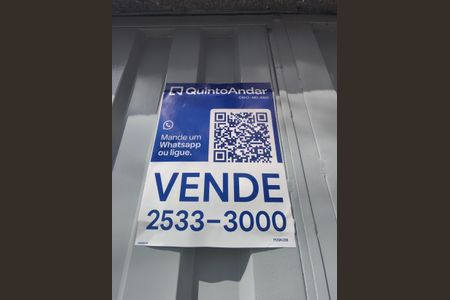 QuintoAndar
Mande um
Whatsapp
ou ligue.
VENDE
2533-3000